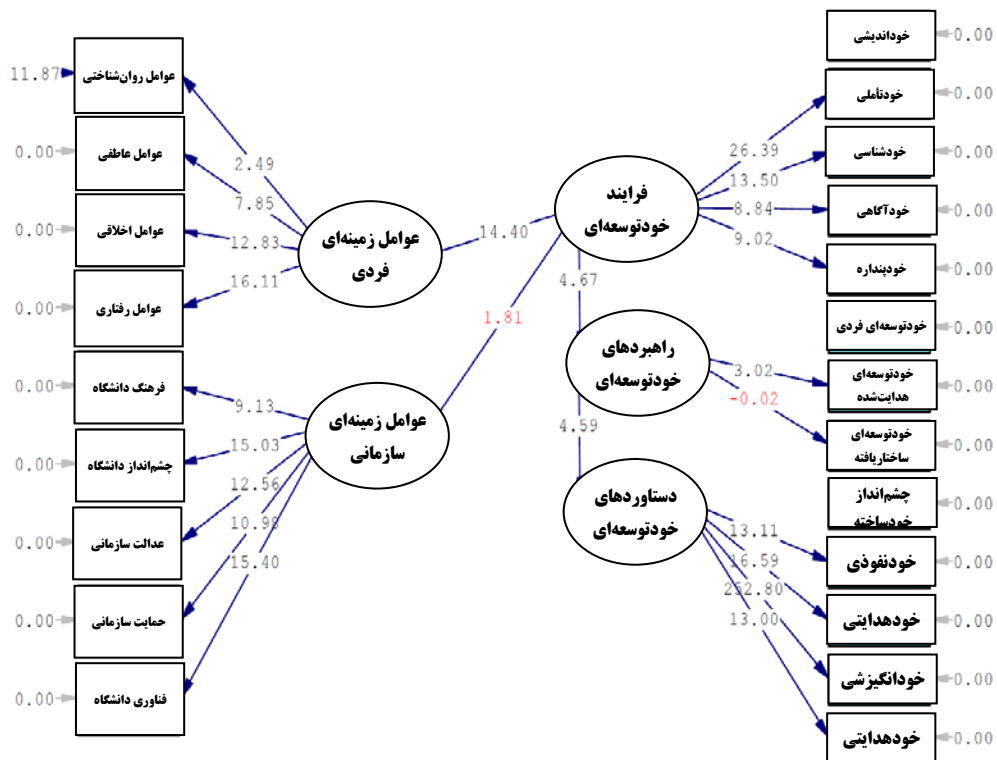 خوداندیشی
0.00
عوامل روان‌شناختی
11.87
خودتأملی
0.00
عوامل عاطفی
0.00
خودشناسی
0.00
عوامل اخلاقی
0.00
خودآگاهی
0.00
عوامل رفتاری
0.00
خودپنداره
0.00
فرهنگ دانشگاه
0.00
خودتوسعه‌ای فردی
0.00
چشم‌انداز دانشگاه
0.00
خودتوسعه‌ای
هدایت‌شده
0.00
عدالت سازمانی
0.00
خودتوسعه‌ای
ساختاریافته
0.00
حمایت سازمانی
0.00
چشم‌انداز
خودساخته
0.00
فناوری دانشگاه
0.00
خودنفوذی
0.00
خودهدایتی
0.00
خودانگیزشی
0.00
خودهدایتی
0.00
فرایند
خودتوسعه‌ای
عوامل زمینه‌ای
فردی
راهبردهای
خودتوسعه‌ای
عوامل زمینه‌ای
سازمانی
دستاوردهای
خودتوسعه‌ای
2.49
7.85
12.83
16.11
9.13
15.03
12.56
10.98
15.40
14.40
1.81
4.67
4.59
26.39
13.50
8.84
9.02
3.02
-0.02
13.11
16.59
252.80
13.00